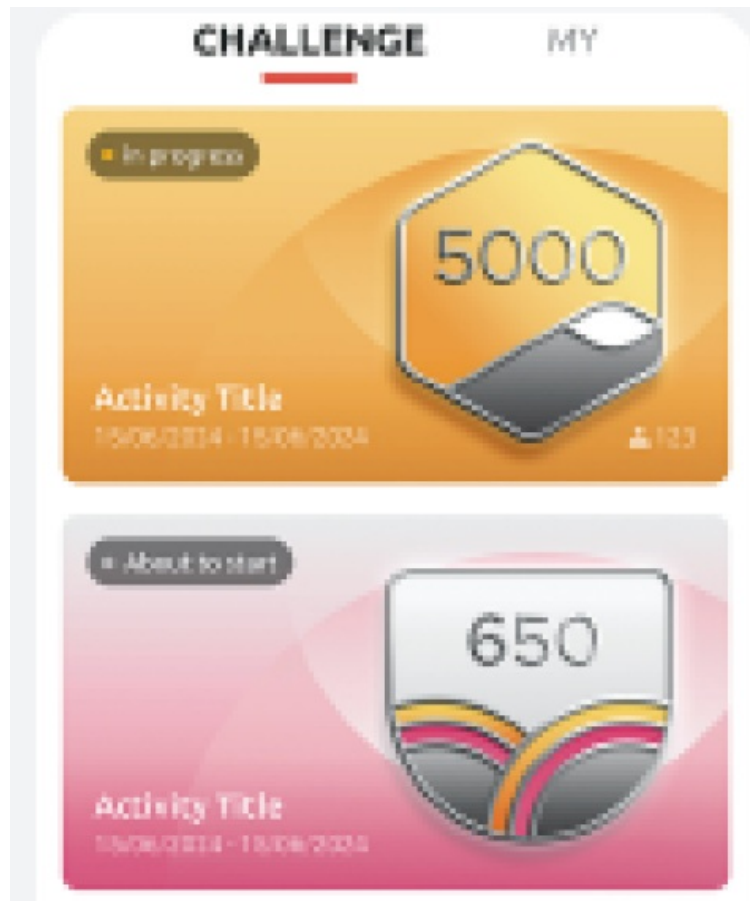 CHALLENGE MY
In progress
5000
Activity Title
123
About to start
650
Activity Title